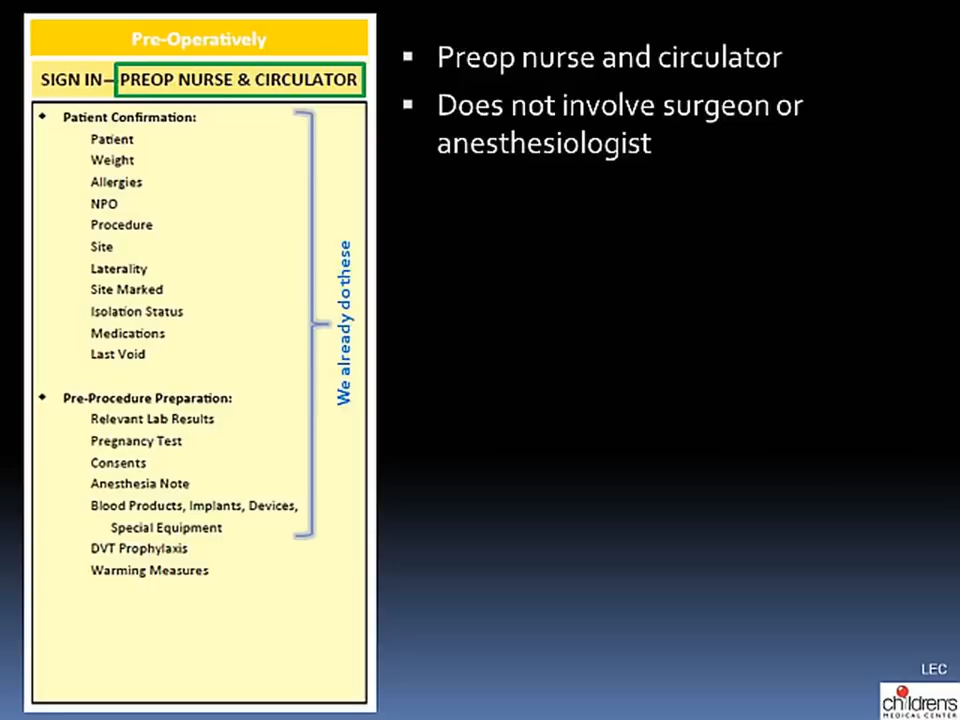 Pre-Operatively
SIGN IN—PREOP NURSE & CIRCULATOR
Patient Confirmation:
Patient
Weight
Allergies
NPO
Procedure
Site
Laterality
Site Marked
Isolation Status
Medications
Last Void
Pre-Procedure Preparation:
Relevant Lab Results
Pregnancy Test
Consents
Anesthesia Note
Blood Products, Implants, Devices,
Special Equipment
DVT Prophylaxis
Warming Measures
We already do these
Preop nurse and circulator
Does not involve surgeon or
anesthesiologist
LEC
childrens
MEDICAL CENTER